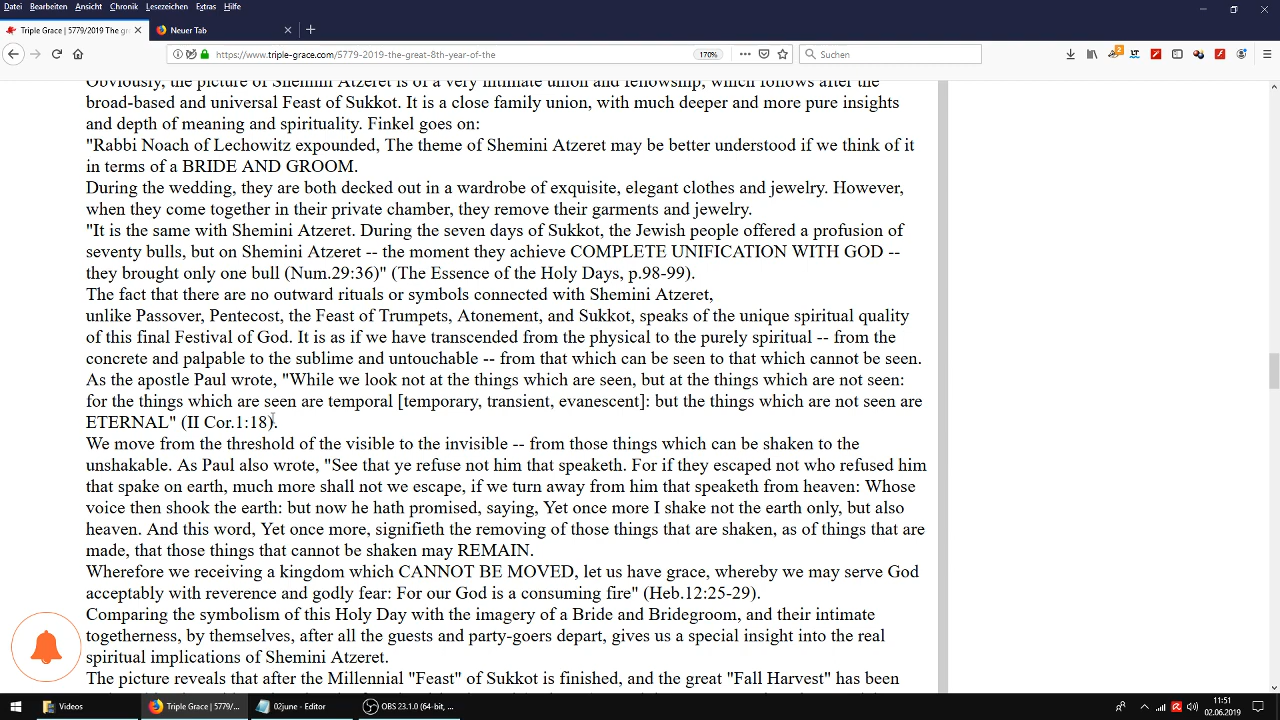 Datei Bearbeiten Ansicht Chronik Lesezeichen Extras Hilfe
Triple Grace | 5779/2019 The gr
Neuer Tab
https://www.triple-grace.com/5779-2019-the-great-8th-year-of-the
170%
Suchen
2
Obviously, the picture of Shemini Atzeret is of a very intimate union and fellowship, which follows after the
broad-based and universal Feast of Sukkot. It is a close family union, with much deeper and more pure insights
and depth of meaning and spirituality. Finkel goes on:
"Rabbi Noach of Lechowitz expounded, The theme of Shemini Atzeret may be better understood if we think of it
in terms of a BRIDE AND GROOM.
During the wedding, they are both decked out in a wardrobe of exquisite, elegant clothes and jewelry. However,
when they come together in their private chamber, they remove their garments and jewelry.
"It is the same with Shemini Atzeret. During the seven days of Sukkot, the Jewish people offered a profusion of
seventy bulls, but on Shemini Atzeret -- the moment they achieve COMPLETE UNIFICATION WITH GOD --
they brought only one bull (Num.29:36)" (The Essence of the Holy Days, p.98-99).
The fact that there are no outward rituals or symbols connected with Shemini Atzeret,
unlike Passover, Pentecost, the Feast of Trumpets, Atonement, and Sukkot, speaks of the unique spiritual quality
of this final Festival of God. It is as if we have transcended from the physical to the purely spiritual -- from the
concrete and palpable to the sublime and untouchable -- from that which can be seen to that which cannot be seen.
As the apostle Paul wrote, "While we look not at the things which are seen, but at the things which are not seen:
for the things which are seen are temporal [temporary, transient, evanescent]: but the things which are not seen are
ETERNAL" (II Cor.1:18).
We move from the threshold of the visible to the invisible -- from those things which can be shaken to the
unshakable. As Paul also wrote, "See that ye refuse not him that speaketh. For if they escaped not who refused him
that spake on earth, much more shall not we escape, if we turn away from him that speaketh from heaven: Whose
voice then shook the earth: but now he hath promised, saying, Yet once more I shake not the earth only, but also
heaven. And this word, Yet once more, signifieth the removing of those things that are shaken, as of things that are
made, that those things that cannot be shaken may REMAIN.
Wherefore we receiving a kingdom which CANNOT BE MOVED, let us have grace, whereby we may serve God
acceptably with reverence and godly fear: For our God is a consuming fire" (Heb.12:25-29).
Comparing the symbolism of this Holy Day with the imagery of a Bride and Bridegroom, and their intimate
togetherness, by themselves, after all the guests and party-goers depart, gives us a special insight into the real
spiritual implications of Shemini Atzeret.
The picture reveals that after the Millennial "Feast" of Sukkot is finished, and the great "Fall Harvest" has been
Videos
Triple Grace | 5779/...
02june - Editor
OBS 23.1.0 (64-bit, ...
11:51
02.06.2019